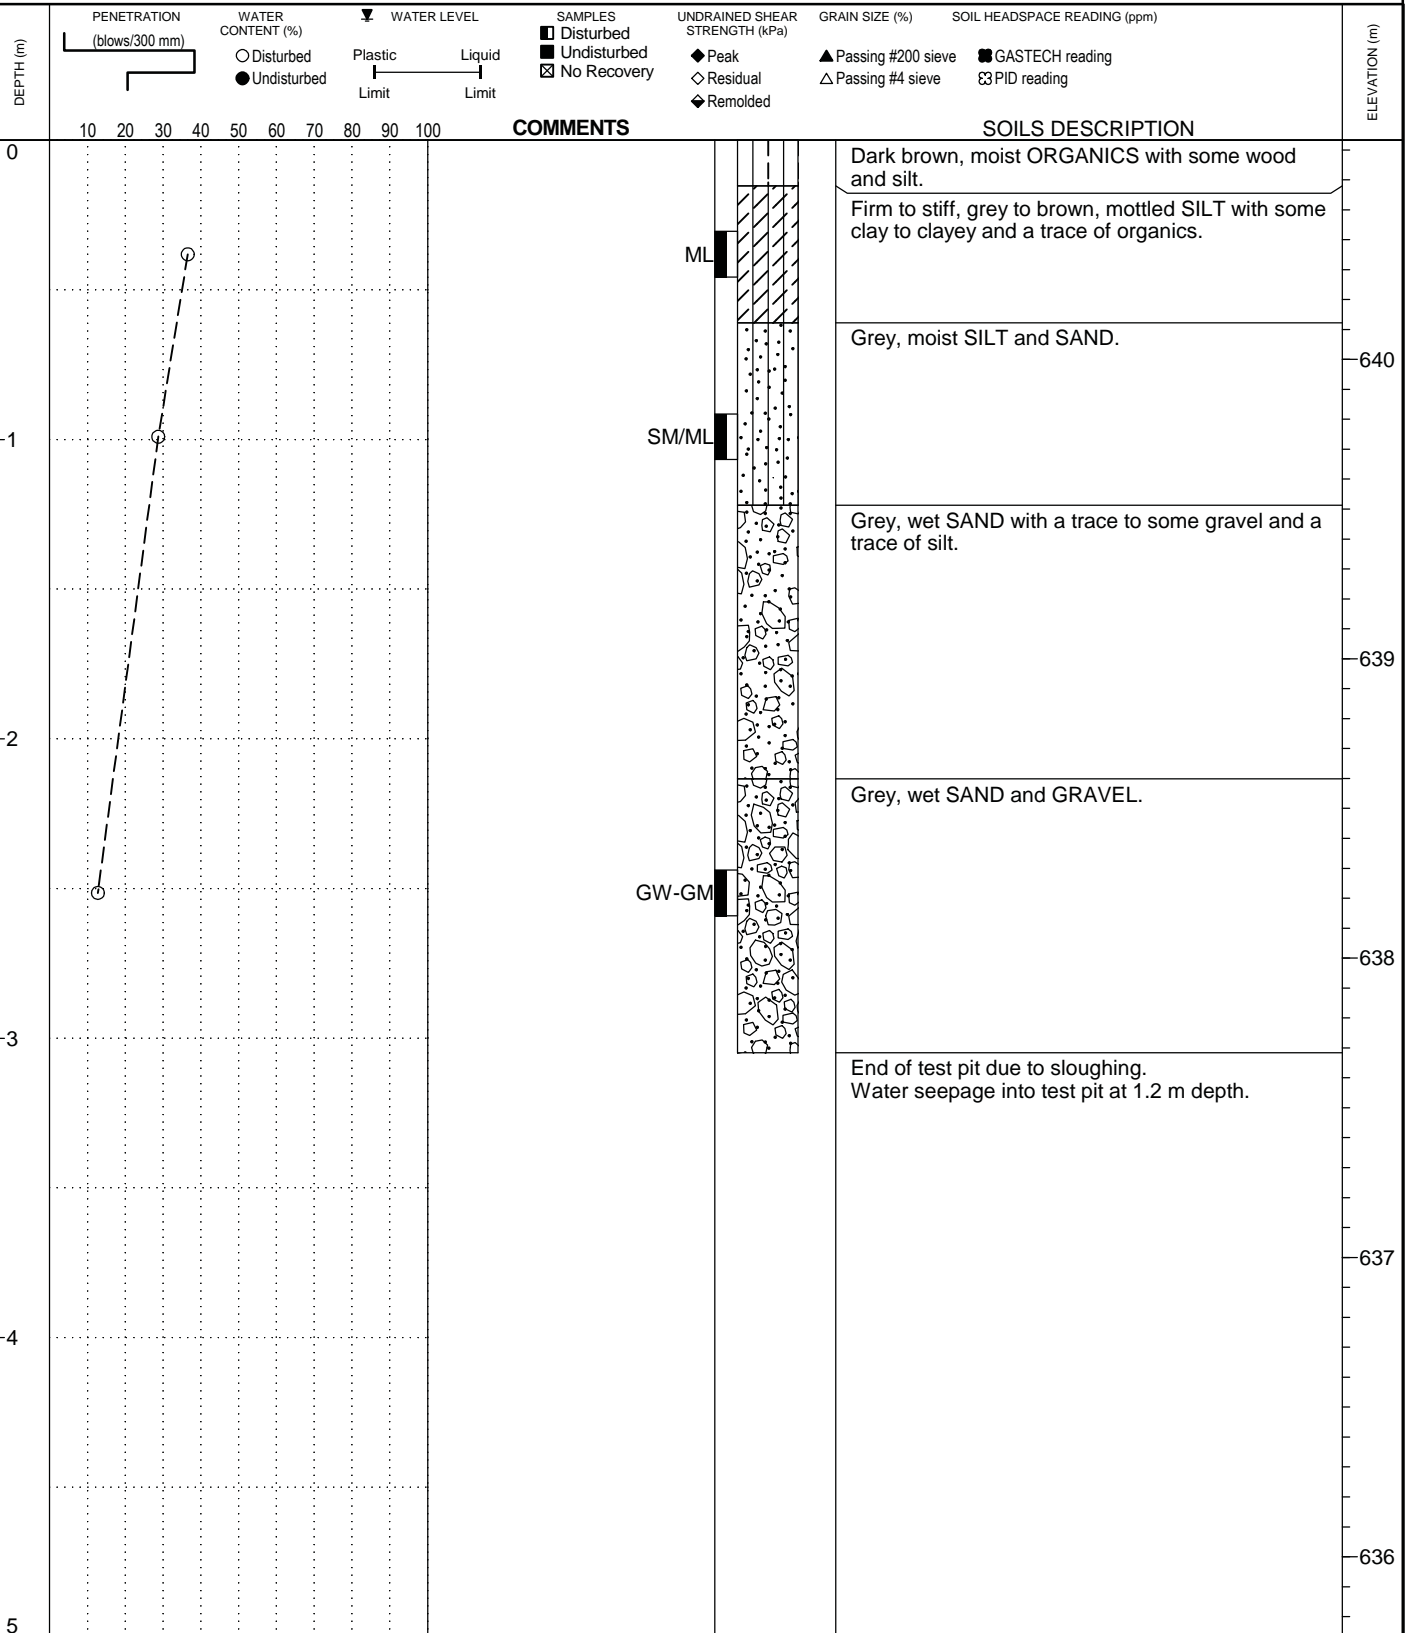 PENETRATION
(blows/300 mm)
WATER
CONTENT (%)
Disturbed
Undisturbed
WATER LEVEL
Plastic Liquid
Limit Limit
SAMPLES
Disturbed
Undisturbed
No Recovery
UNDRAINED SHEAR
STRENGTH (kPa)
Peak
Residual
Remolded
GRAIN SIZE (%)
Passing #200 sieve
Passing #4 sieve
SOIL HEADSPACE READING (ppm)
GASTECH reading
PID reading
DEPTH (m)
ELEVATION (m)
10 20 30 40 50 60 70 80 90 100
COMMENTS
SOILS DESCRIPTION
0
Dark brown, moist ORGANICS with some wood
and silt.
Firm to stiff, grey to brown, mottled SILT with some
clay to clayey and a trace of organics.
ML
Grey, moist SILT and SAND.
640
1
SM/ML
Grey, wet SAND with a trace to some gravel and a
trace of silt.
639
2
Grey, wet SAND and GRAVEL.
GW-GM
638
3
End of test pit due to sloughing.
Water seepage into test pit at 1.2 m depth.
637
4
636
5